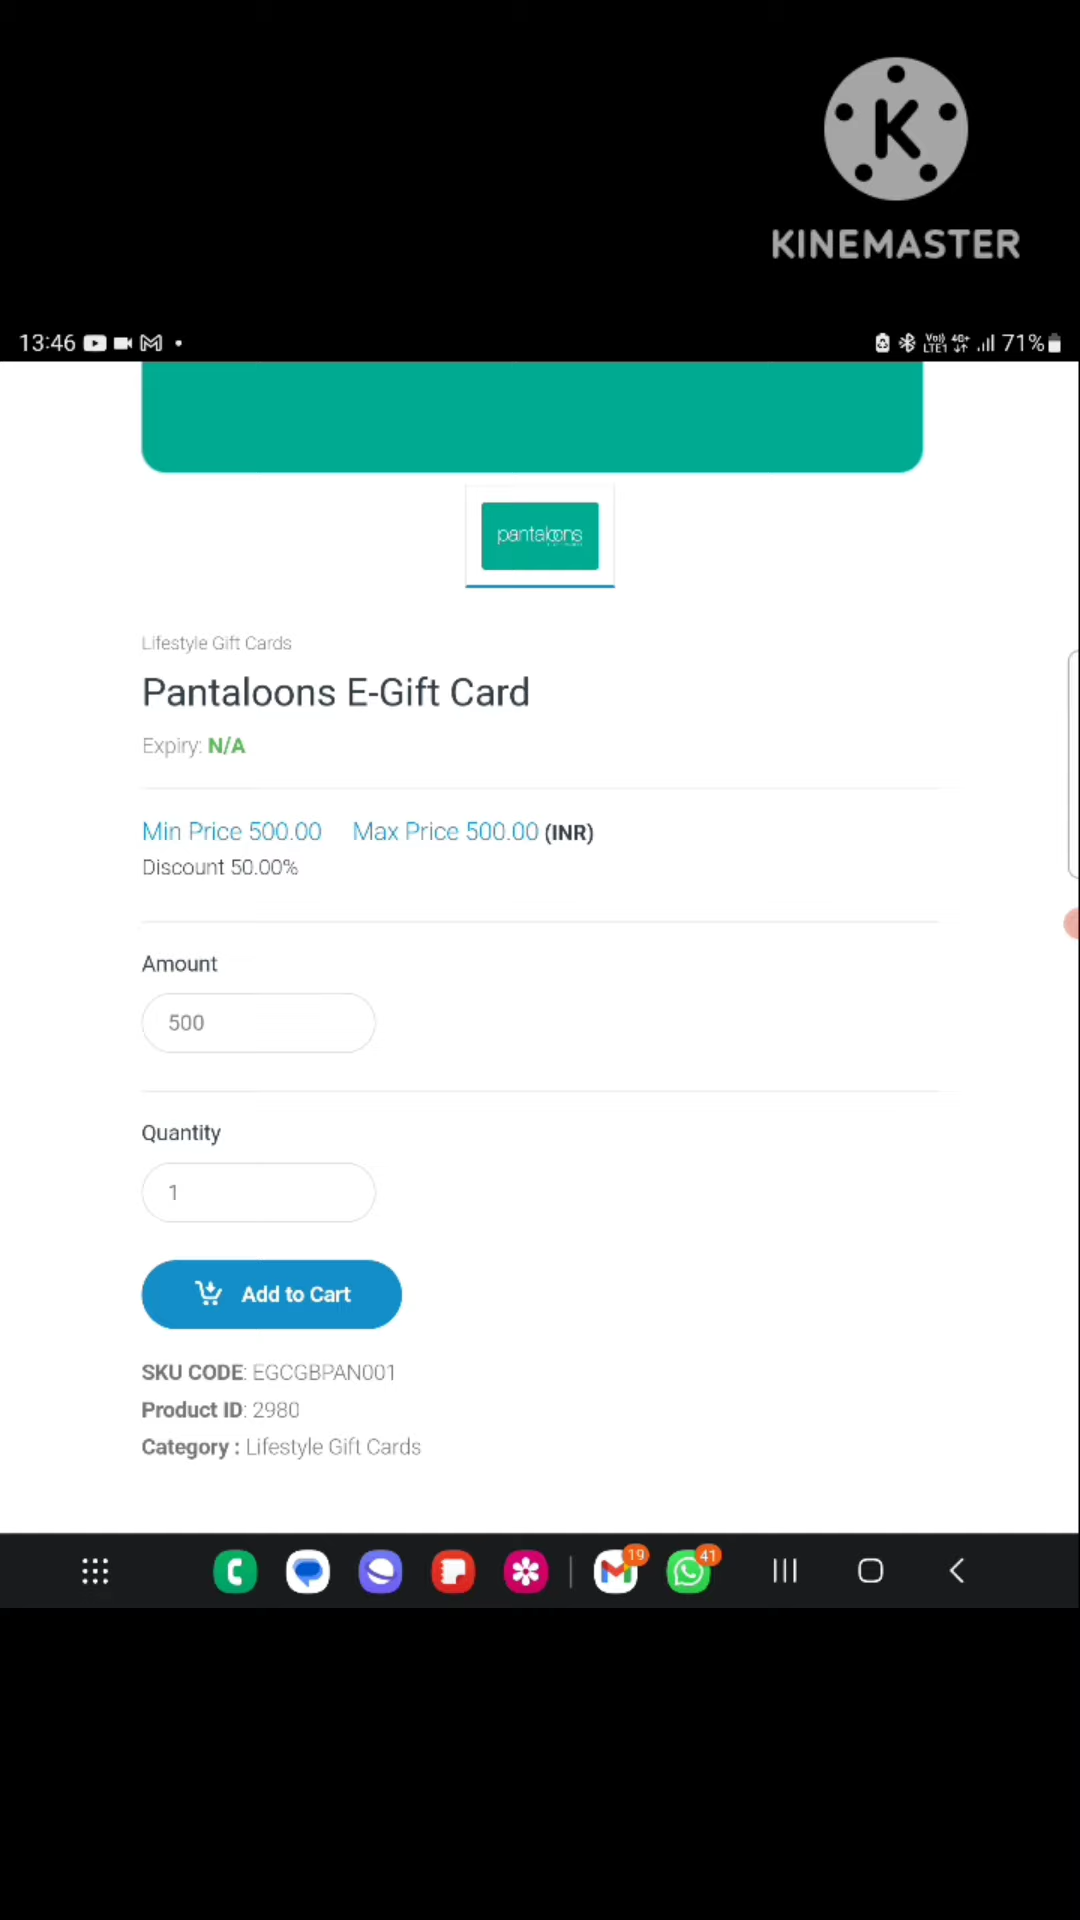 K
KINEMASTER
13:46
VoLTE1 4G+ 71%
pantaloons
Lifestyle Gift Cards
Pantaloons E-Gift Card
Expiry: N/A
Min Price 500.00 Max Price 500.00 (INR)
Discount 50.00%
Amount
500
Quantity
1
Add to Cart
SKU CODE: EGCGBPAN001
Product ID: 2980
Category : Lifestyle Gift Cards
19
41